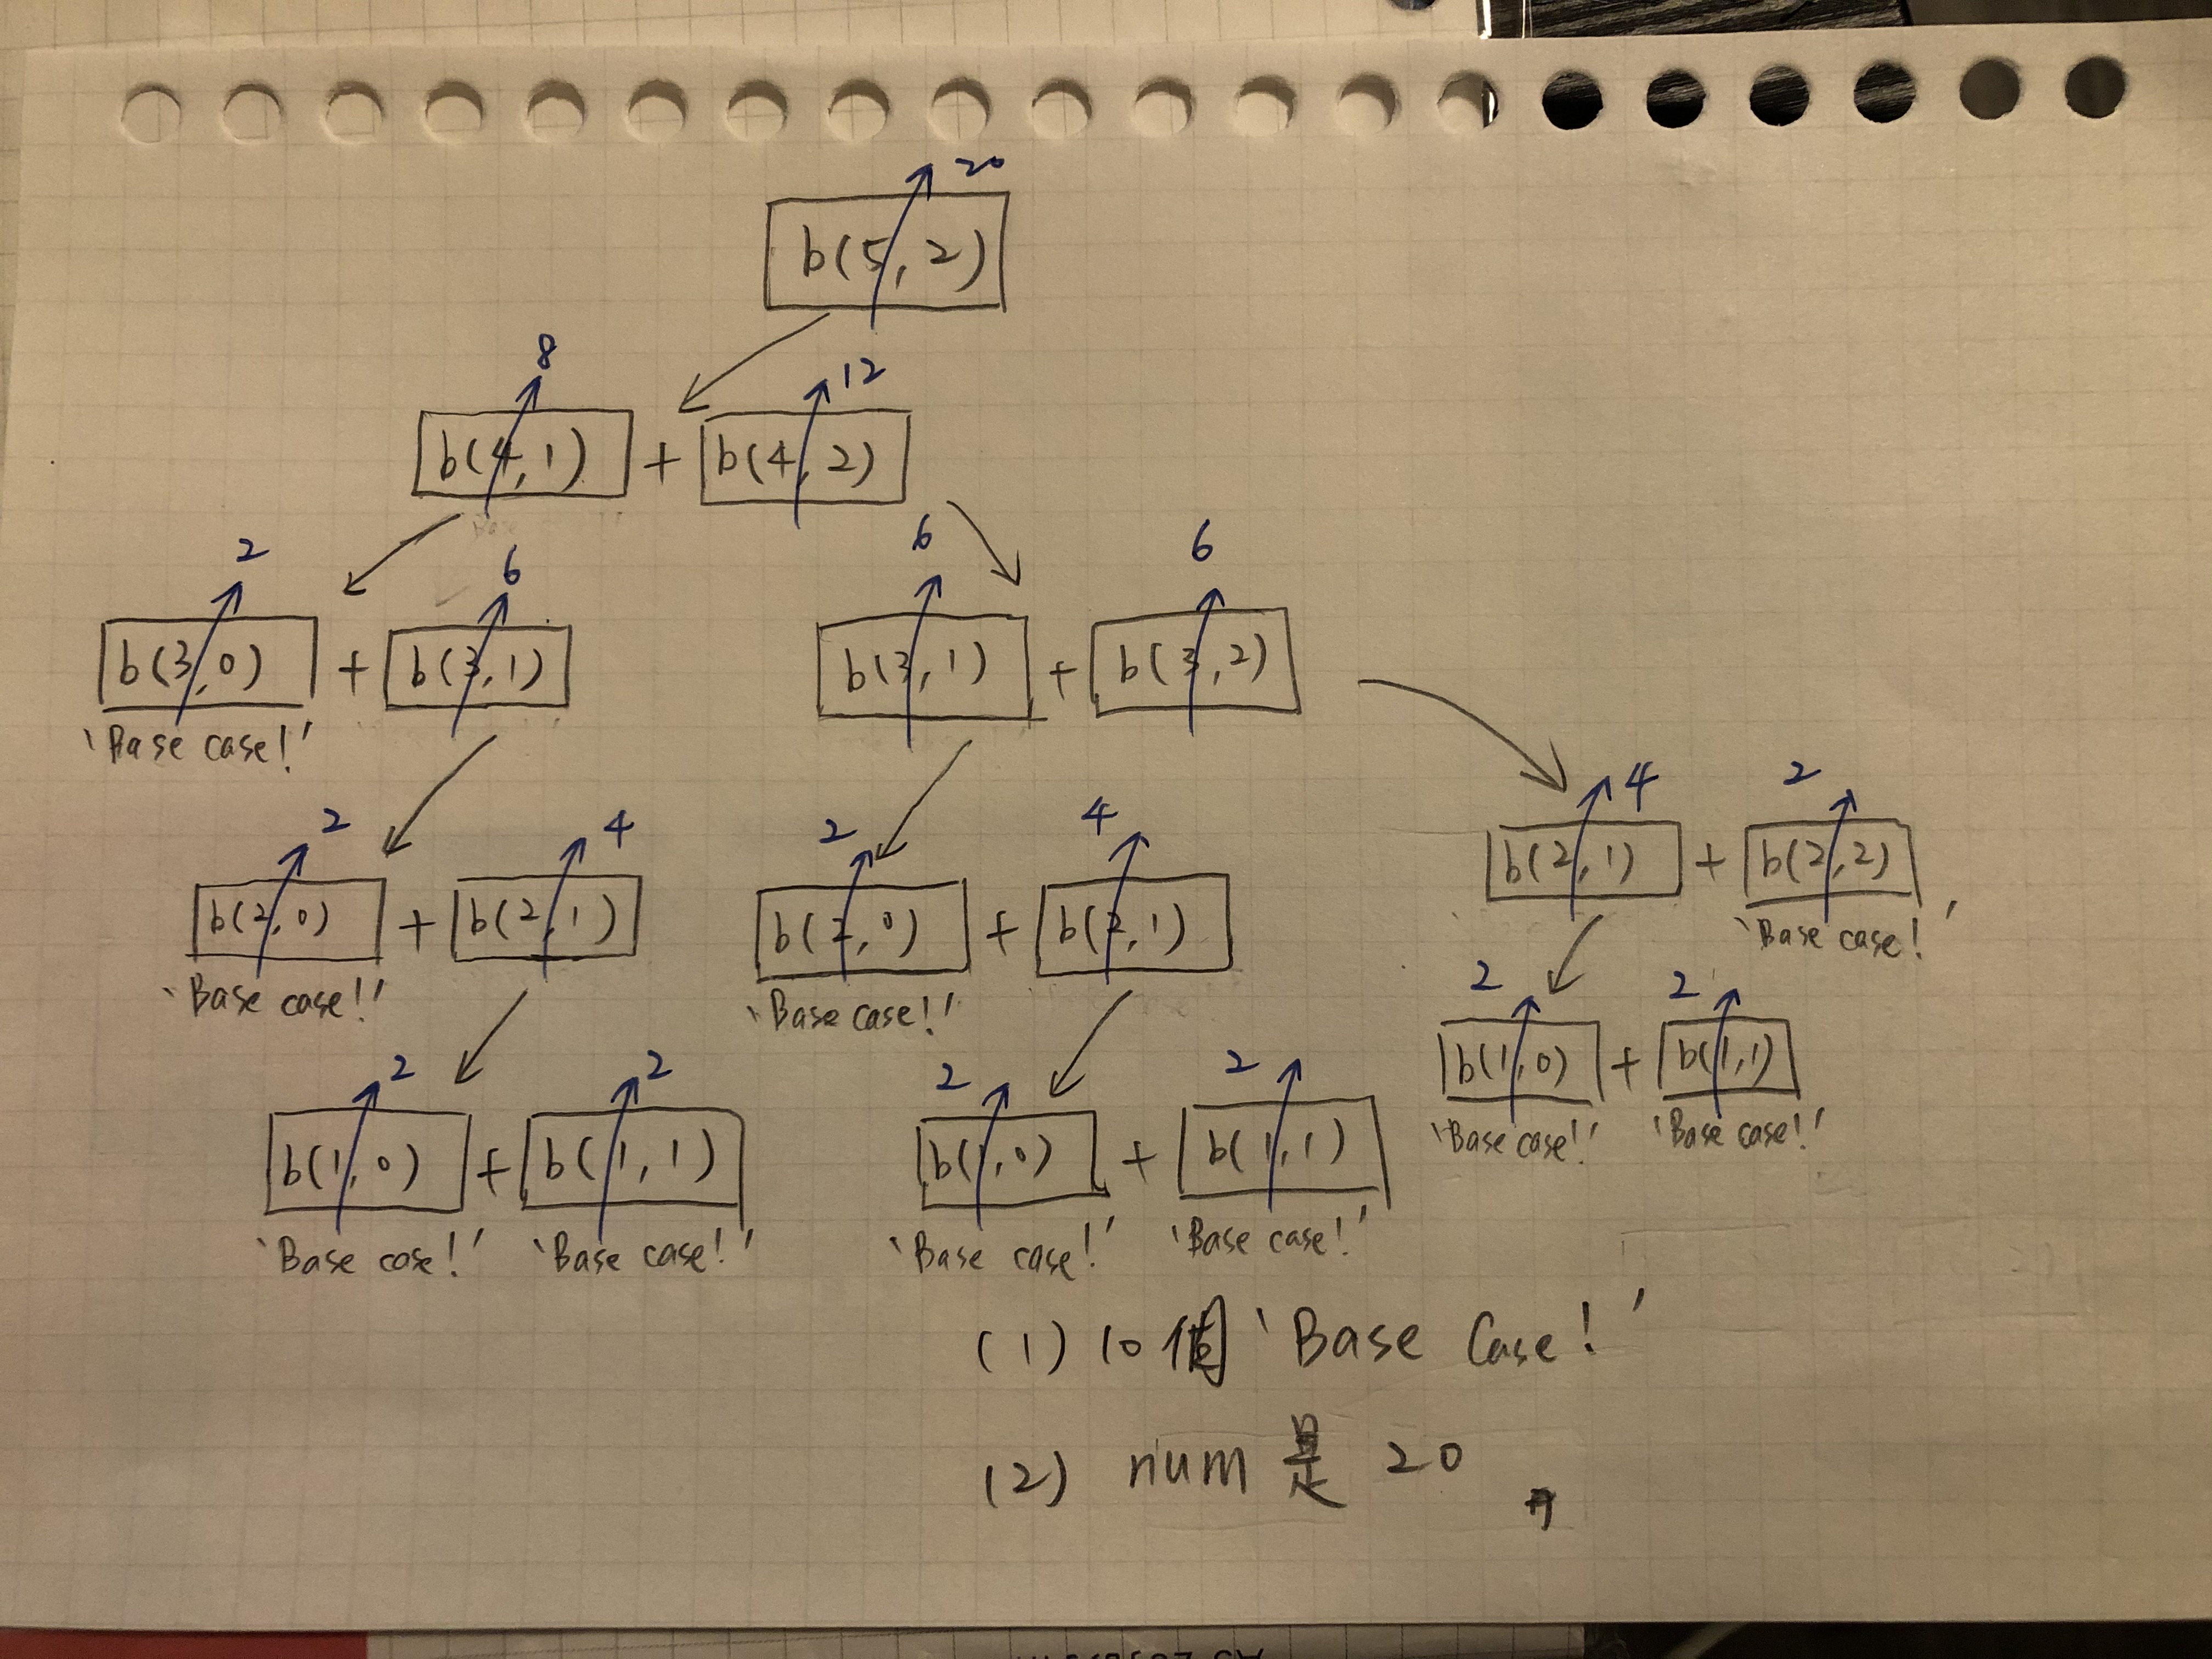 20
b(5,2)
8 12
b(4,1) + b(4,2)
2 6 6 6
b(3,0) + b(3,1) b(3,1) + b(3,2)
'Base case!'
4 2
b(2,1) + b(2,2)
'Base case!'
2 4 2 4
b(2,0) + b(2,1) b(2,0) + b(2,1)
'Base case!' 'Base case!'
2 2
b(1,0) + b(1,1)
'Base case!' 'Base case!'
2 2 2 2
b(1,0) + b(1,1) b(1,0) + b(1,1)
'Base case!' 'Base case!' 'Base case!' 'Base case!'
(1) 10個 'Base Case!'
(2) num 是 20